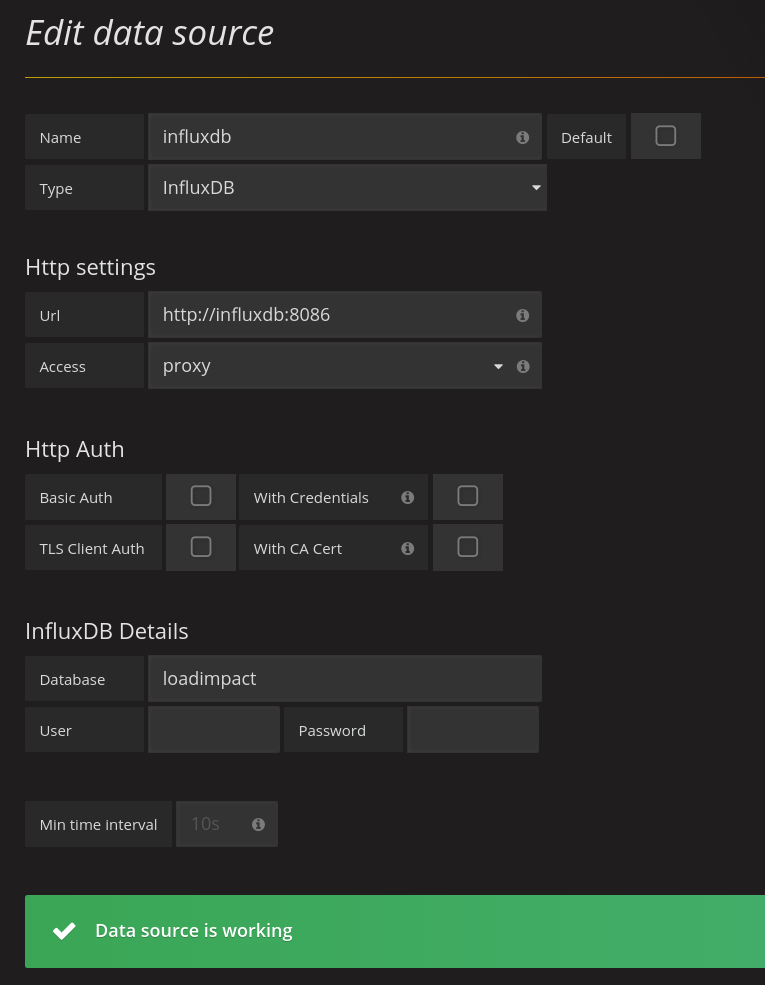 Edit data source
Name influxdb Default
Type InfluxDB
Http settings
Url http://influxdb:8086
Access proxy
Http Auth
Basic Auth With Credentials
TLS Client Auth With CA Cert
InfluxDB Details
Database loadimpact
User Password
Min time interval 10s
Data source is working